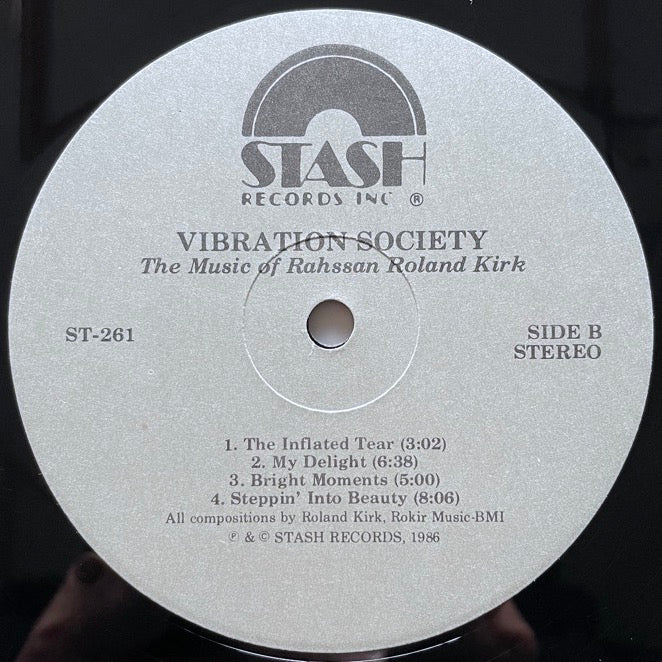 STASH
RECORDS INC ®
VIBRATION SOCIETY
The Music of Rahssan Roland Kirk
ST-261
SIDE B
STEREO
1. The Inflated Tear (3:02)
2. My Delight (6:38)
3. Bright Moments (5:00)
4. Steppin' Into Beauty (8:06)
All compositions by Roland Kirk, Rokir Music-BMI
℗ & © STASH RECORDS, 1986